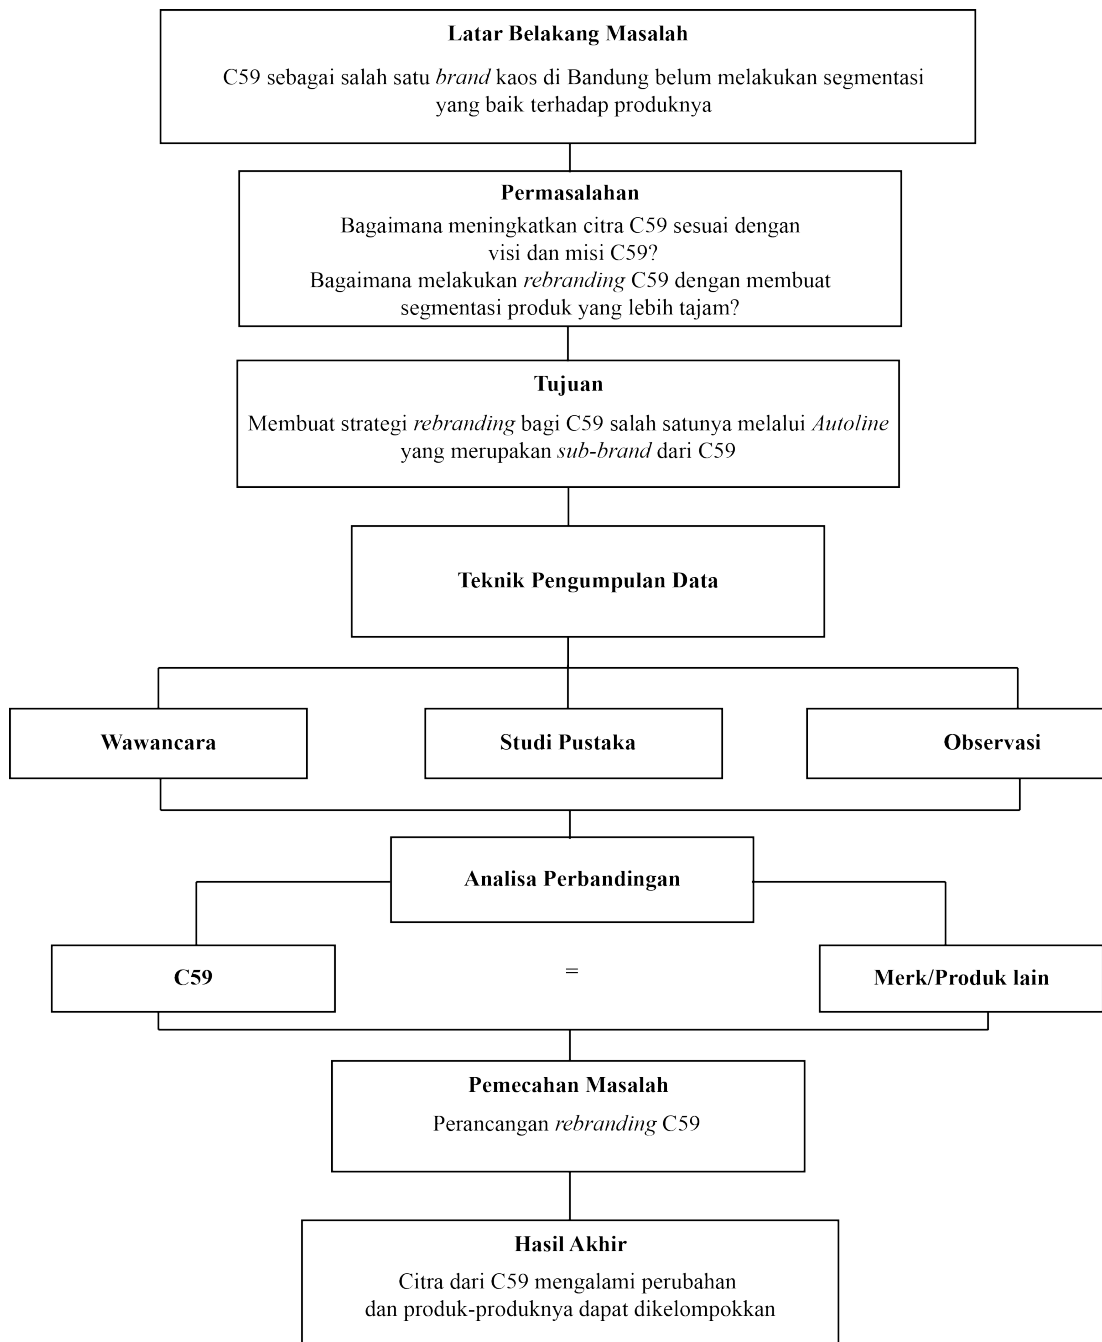 Latar Belakang Masalah
C59 sebagai salah satu brand kaos di Bandung belum melakukan segmentasi
yang baik terhadap produknya
Permasalahan
Bagaimana meningkatkan citra C59 sesuai dengan
visi dan misi C59?
Bagaimana melakukan rebranding C59 dengan membuat
segmentasi produk yang lebih tajam?
Tujuan
Membuat strategi rebranding bagi C59 salah satunya melalui Autoline
yang merupakan sub-brand dari C59
Teknik Pengumpulan Data
Wawancara
Studi Pustaka
Observasi
Analisa Perbandingan
C59
=
Merk/Produk lain
Pemecahan Masalah
Perancangan rebranding C59
Hasil Akhir
Citra dari C59 mengalami perubahan
dan produk-produknya dapat dikelompokkan